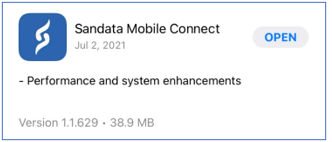 Sandata Mobile Connect
Jul 2, 2021
OPEN
- Performance and system enhancements
Version 1.1.629 • 38.9 MB